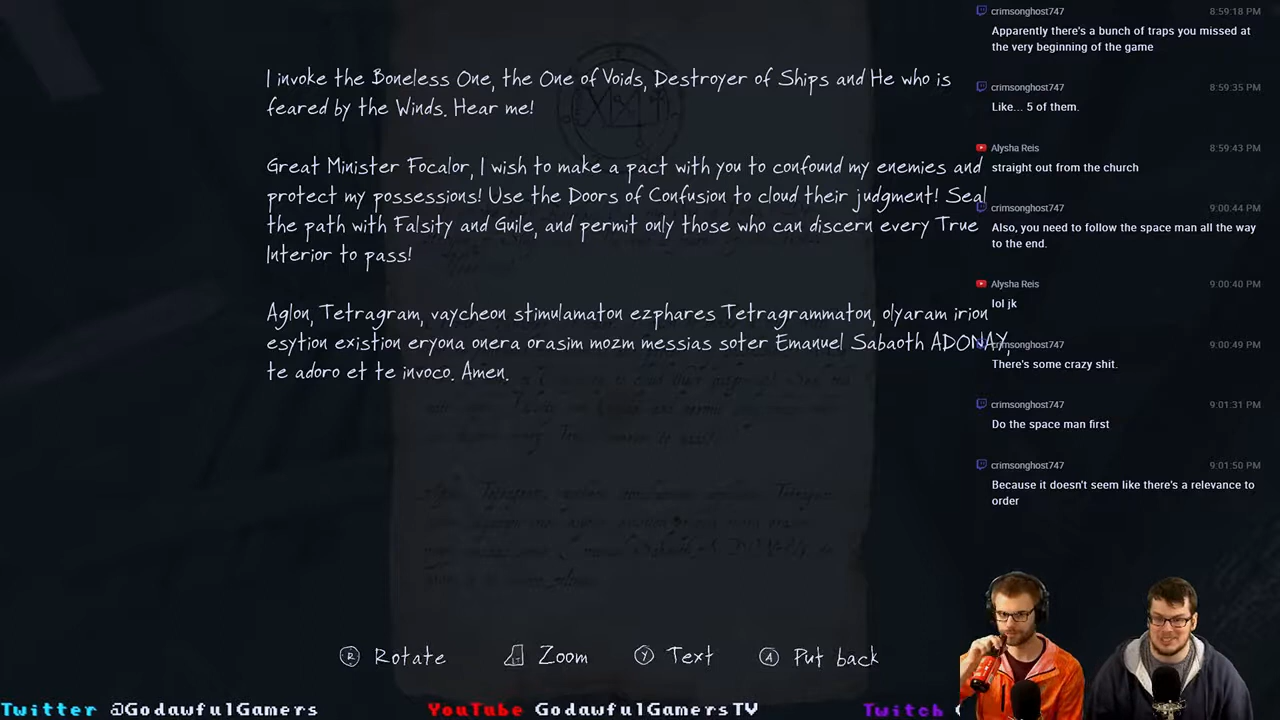 I invoke the Boneless One, the One of Voids, Destroyer of Ships and He who is
feared by the Winds. Hear me!
Great Minister Focalor, I wish to make a pact with you to confound my enemies and
protect my possessions! Use the Doors of Confusion to cloud their judgment! Seal
the path with Falsity and Guile, and permit only those who can discern every True
Interior to pass!
Aglon, Tetragram, vaycheon stimulamaton ezphares Tetragrammaton, olyaram irion
esytion existion eryona onera orasim mozm messias soter Emanuel Sabaoth ADONAY,
te adoro et te invoco. Amen.
R Rotate Zoom Y Text A Put back
crimsonghost747 8:59:18 PM
Apparently there's a bunch of traps you missed at
the very beginning of the game
crimsonghost747 8:59:35 PM
Like... 5 of them.
Alysha Reis 8:59:43 PM
straight out from the church
crimsonghost747 9:00:44 PM
Also, you need to follow the space man all the way
to the end.
Alysha Reis 9:00:40 PM
lol jk
crimsonghost747 9:00:49 PM
There's some crazy shit.
crimsonghost747 9:01:31 PM
Do the space man first
crimsonghost747 9:01:50 PM
Because it doesn't seem like there's a relevance to
order
Twitter @GodawfulGamers YouTube GodawfulGamersTV Twitch